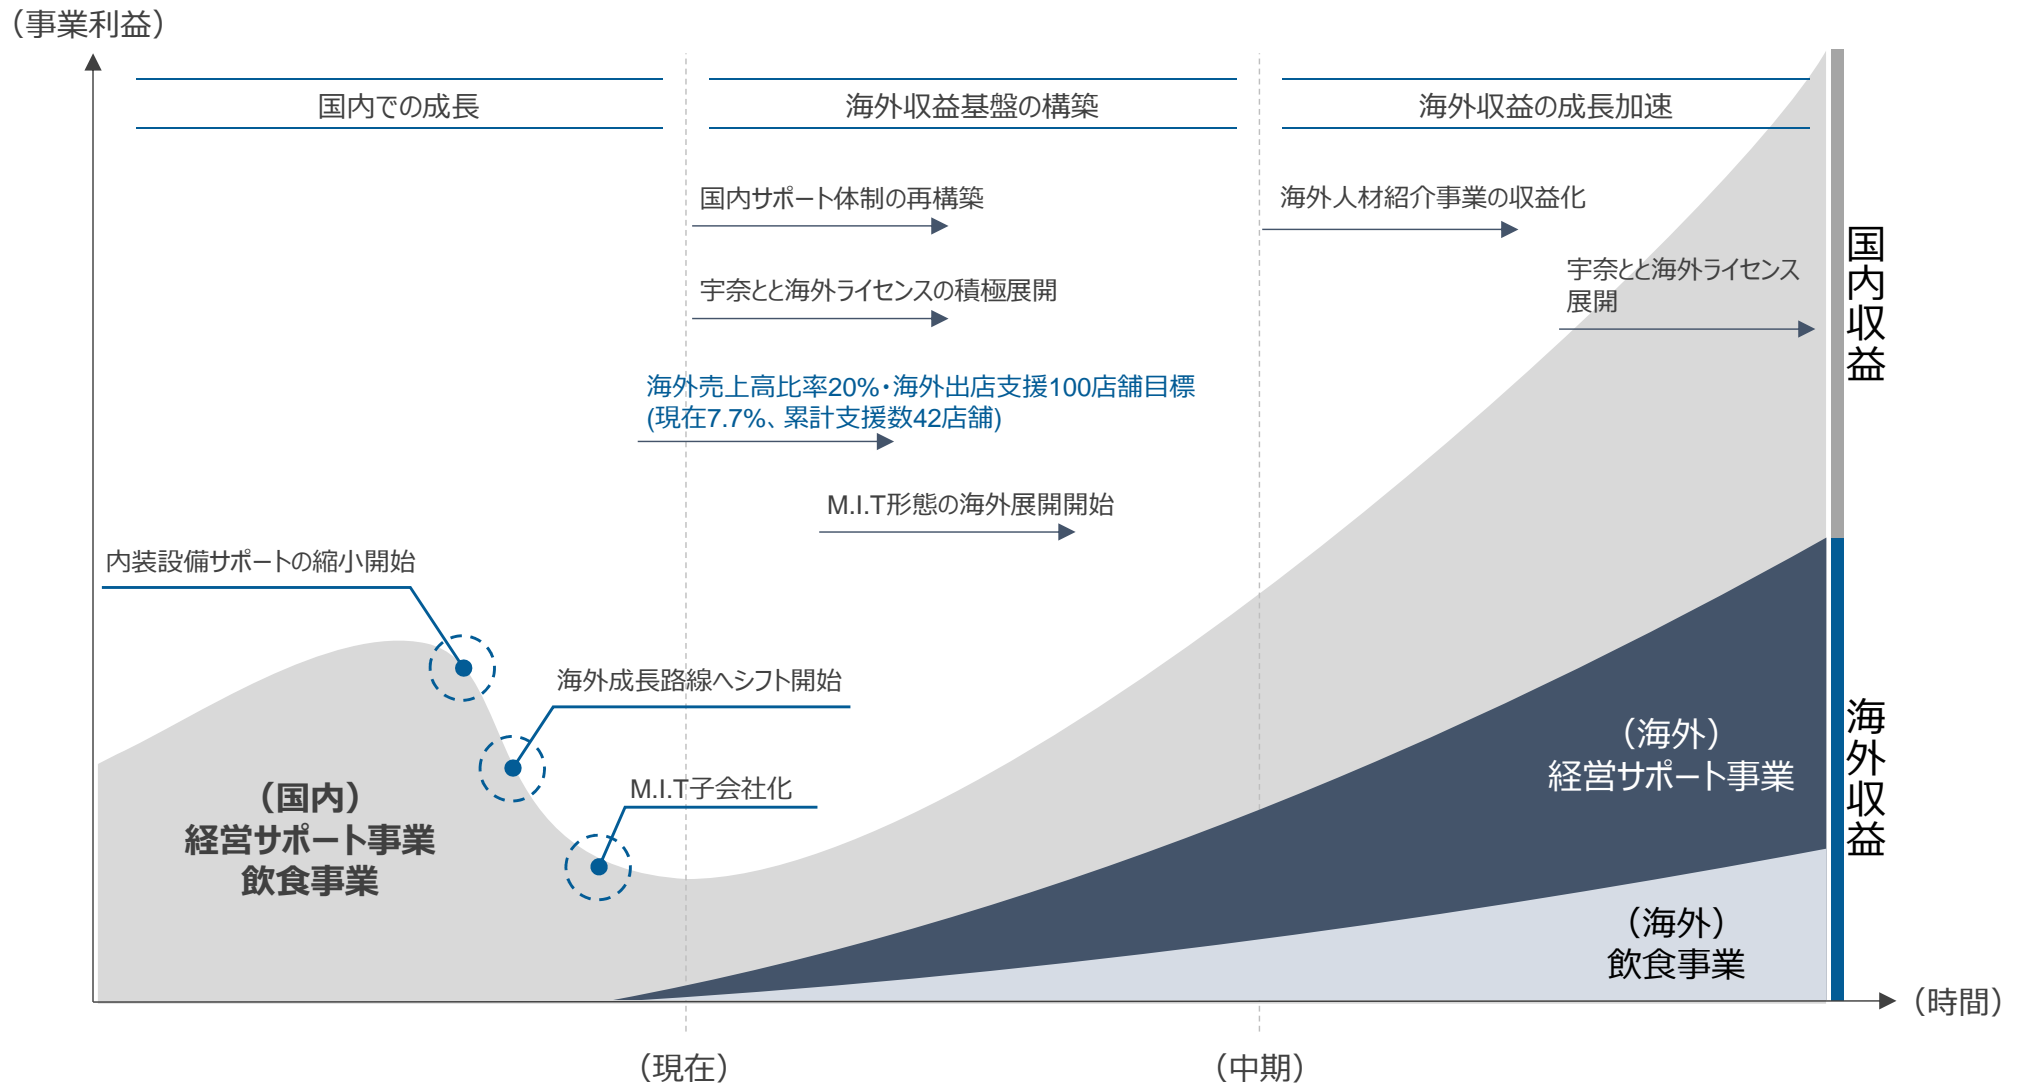 （事業利益）
国内での成長
海外収益基盤の構築
海外収益の成長加速
国内サポート体制の再構築
海外人材紹介事業の収益化
宇奈とと海外ライセンスの積極展開
宇奈とと海外ライセンス
展開
海外売上高比率20%・海外出店支援100店舗目標
(現在7.7%、累計支援数42店舗)
M.I.T形態の海外展開開始
内装設備サポートの縮小開始
海外成長路線へシフト開始
M.I.T子会社化
（国内）
経営サポート事業
飲食事業
（海外）
経営サポート事業
（海外）
飲食事業
国内収益
海外収益
（時間）
（現在）
（中期）